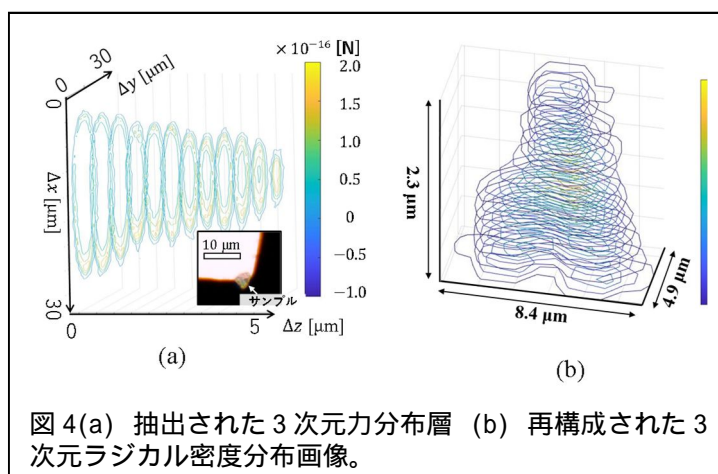 × 10⁻¹⁶ [N]
0
30
Δy [μm]
0
2.0
1.5
1.0
0.5
0
−0.5
−1.0
Δx [μm]
30
10 μm
サンプル
0
5
Δz [μm]
(a)
2.3
μm
8.4 μm
4.9 μm
(b)
図 4(a) 抽出された 3 次元力分布層 (b) 再構成された 3
次元ラジカル密度分布画像。